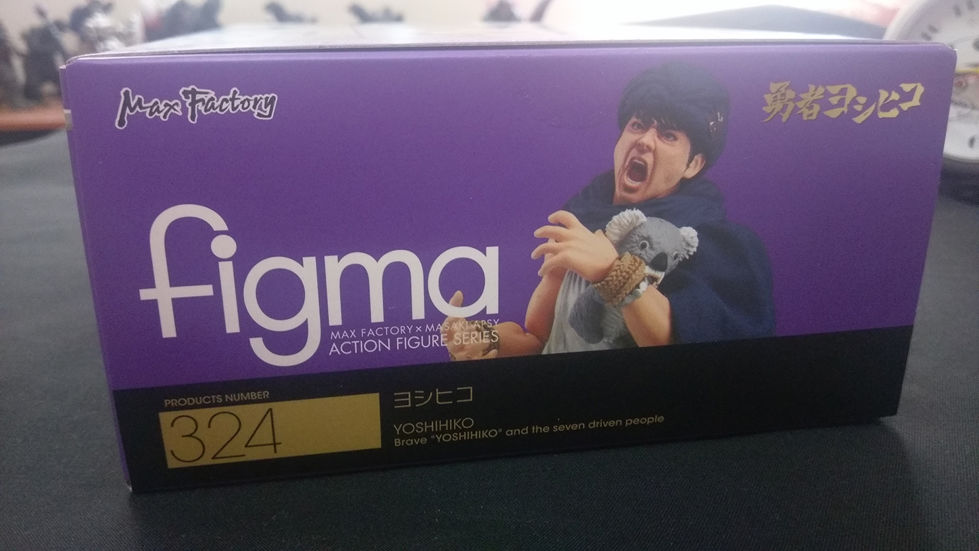 Max Factory
勇者ヨシヒコ
figma
MAX FACTORY × MASAKI APSY
ACTION FIGURE SERIES
PRODUCTS NUMBER
324
ヨシヒコ
YOSHIHIKO
Brave "YOSHIHIKO" and the seven driven people